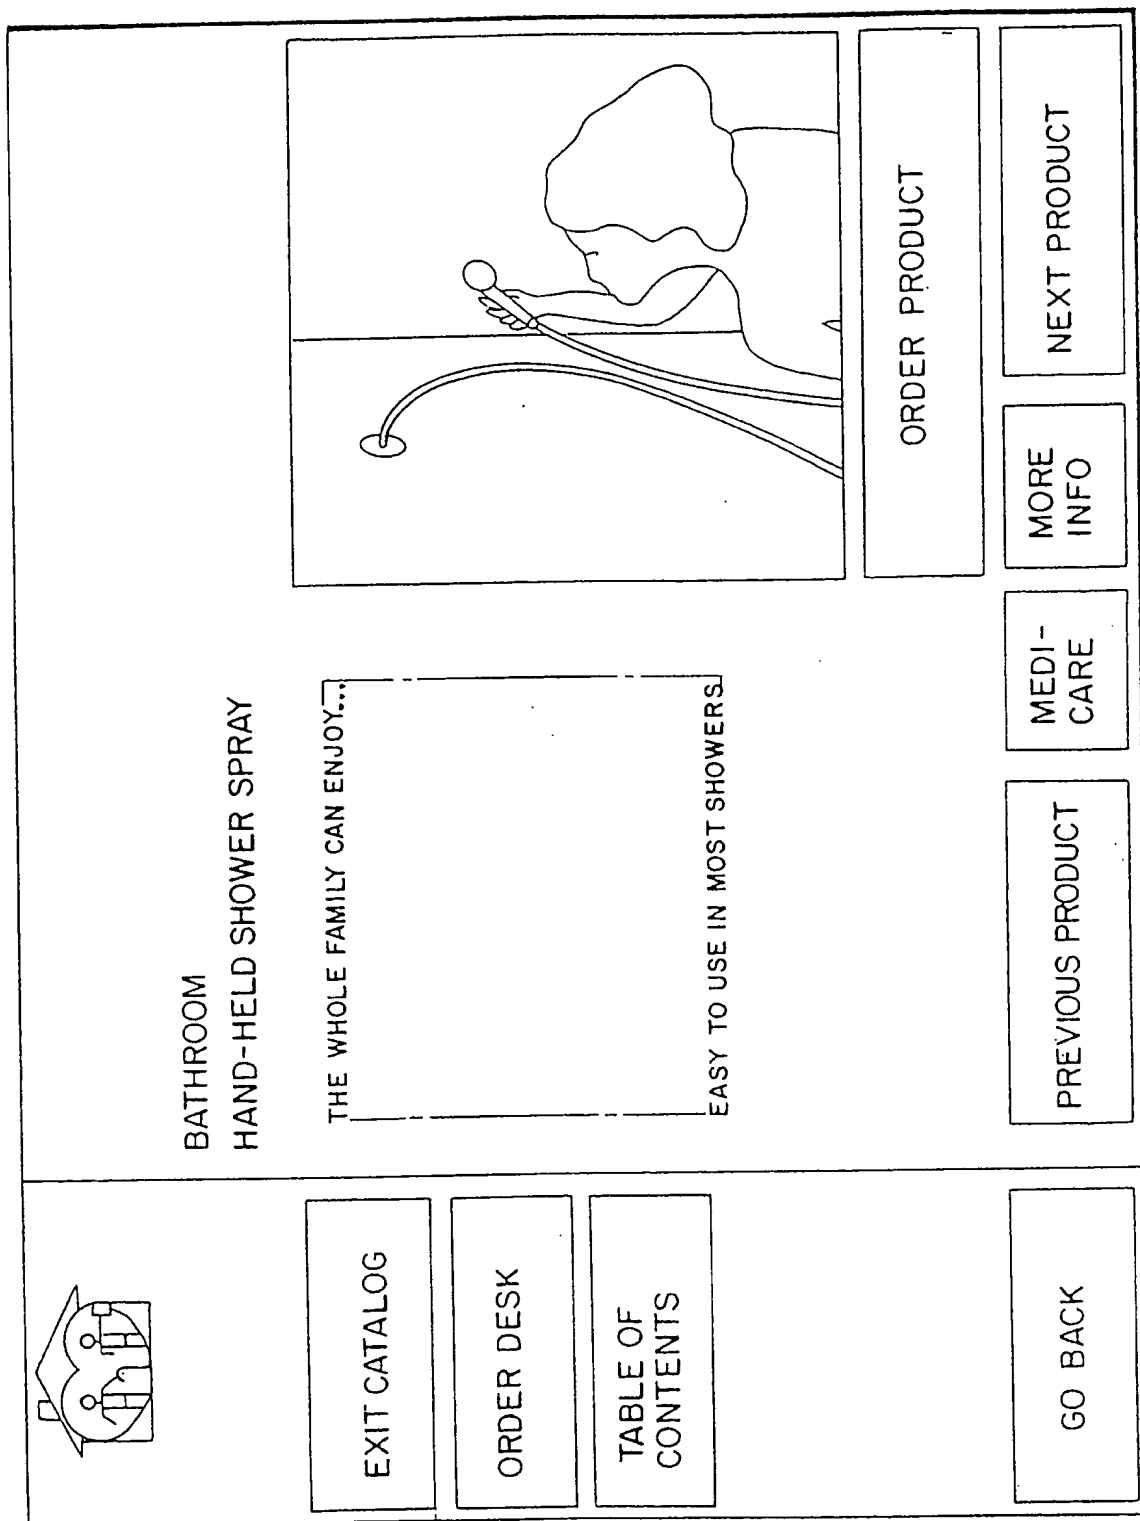 BATHROOM
HAND-HELD SHOWER SPRAY
THE WHOLE FAMILY CAN ENJOY...
EASY TO USE IN MOST SHOWERS
EXIT CATALOG
ORDER DESK
TABLE OF
CONTENTS
ORDER PRODUCT
GO BACK
PREVIOUS PRODUCT
MEDI-
CARE
MORE
INFO
NEXT PRODUCT